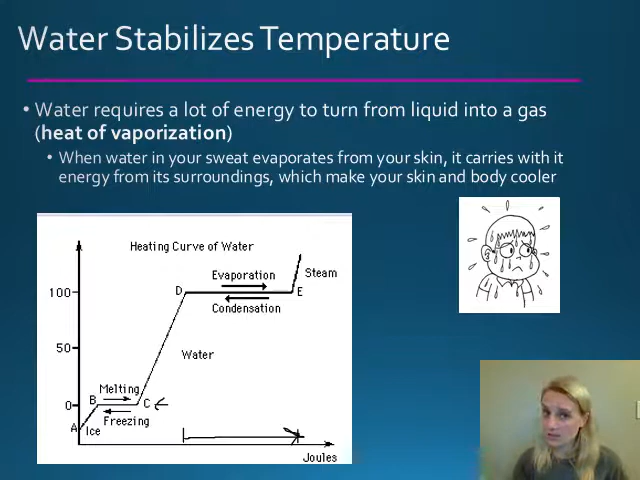 Water Stabilizes Temperature
• Water requires a lot of energy to turn from liquid into a gas
(heat of vaporization)
• When water in your sweat evaporates from your skin, it carries with it
energy from its surroundings, which make your skin and body cooler
Heating Curve of Water
Evaporation
Steam
100
D
E
Condensation
50
Water
Melting
0
B
C
Freezing
A
Ice
Joules